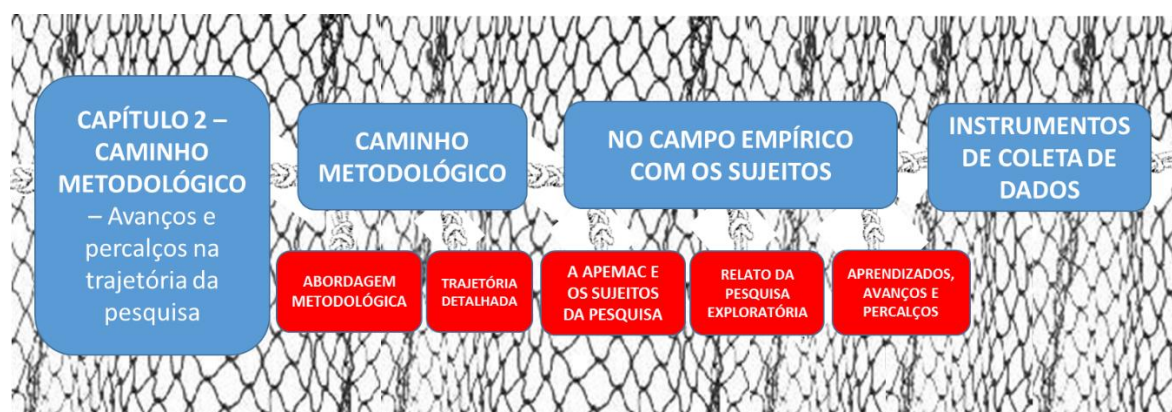 CAPÍTULO 2 –
CAMINHO
METODOLÓGICO
– Avanços e
percalços na
trajetória da
pesquisa
CAMINHO
METODOLÓGICO
NO CAMPO EMPÍRICO
COM OS SUJEITOS
INSTRUMENTOS
DE COLETA DE
DADOS
ABORDAGEM
METODOLÓGICA
TRAJETÓRIA
DETALHADA
A APEMAC E
OS SUJEITOS
DA PESQUISA
RELATO DA
PESQUISA
EXPLORATÓRIA
APRENDIZADOS,
AVANÇOS E
PERCALÇOS